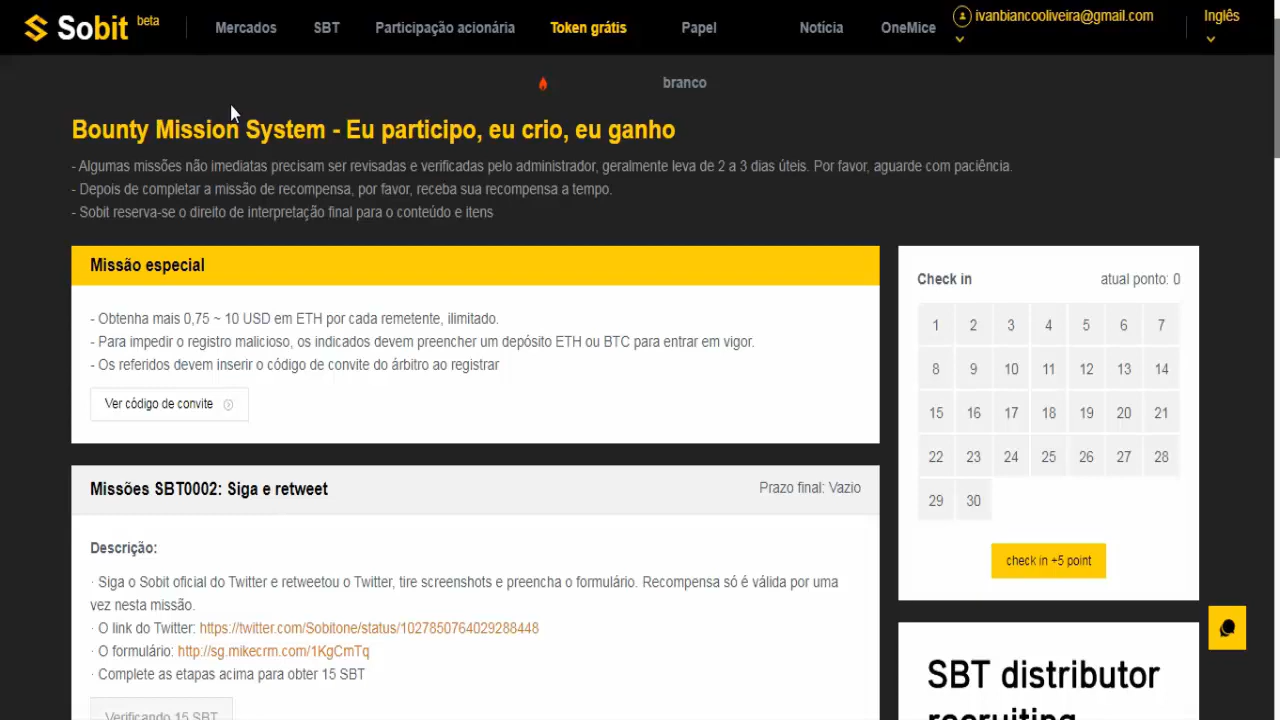 Sobit beta
Mercados SBT Participação acionária Token grátis Papel branco Notícia OneMice ivanbiancooliveira@gmail.com Inglês
Bounty Mission System - Eu participo, eu crio, eu ganho
- Algumas missões não imediatas precisam ser revisadas e verificadas pelo administrador, geralmente leva de 2 a 3 dias úteis. Por favor, aguarde com paciência.
- Depois de completar a missão de recompensa, por favor, receba sua recompensa a tempo.
- Sobit reserva-se o direito de interpretação final para o conteúdo e itens
Missão especial
- Obtenha mais 0,75 ~ 10 USD em ETH por cada remetente, ilimitado.
- Para impedir o registro malicioso, os indicados devem preencher um depósito ETH ou BTC para entrar em vigor.
- Os referidos devem inserir o código de convite do árbitro ao registrar
Ver código de convite
Missões SBT0002: Siga e retweet Prazo final: Vazio
Descrição:
· Siga o Sobit oficial do Twitter e retweetou o Twitter, tire screenshots e preencha o formulário. Recompensa só é válida por uma
vez nesta missão.
· O link do Twitter: https://twitter.com/Sobitone/status/1027850764029288448
· O formulário: http://sg.mikecrm.com/1KgCmTq
· Complete as etapas acima para obter 15 SBT
Verificando 15 SBT
Check in atual ponto: 0
1 2 3 4 5 6 7
8 9 10 11 12 13 14
15 16 17 18 19 20 21
22 23 24 25 26 27 28
29 30
check in +5 point
SBT distributor
recruiting